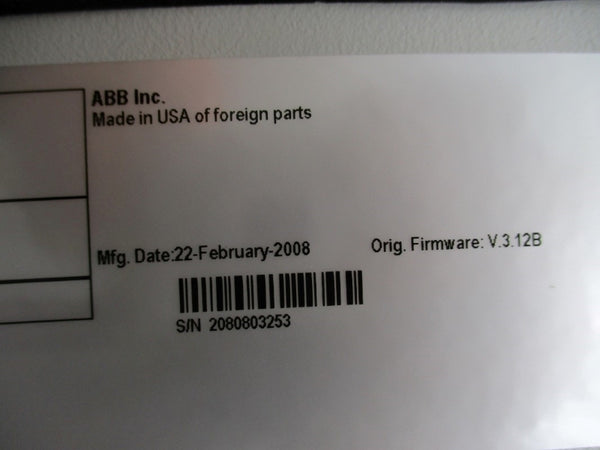 ABB Inc.
Made in USA of foreign parts
Mfg. Date:22-February-2008
Orig. Firmware: V.3.12B
S/N 2080803253